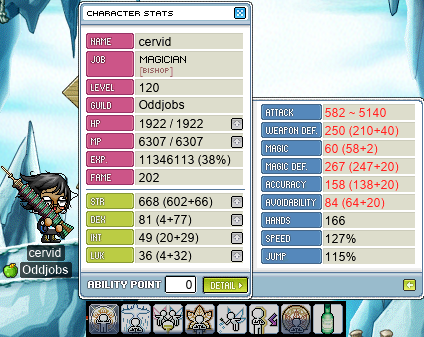 CHARACTER STATS
NAME cervid
JOB MAGICIAN
[BISHOP]
LEVEL 120
GUILD Oddjobs
HP 1922 / 1922
MP 6307 / 6307
EXP. 11346113 (38%)
FAME 202
STR 668 (602+66)
DEX 81 (4+77)
INT 49 (20+29)
LUK 36 (4+32)
ABILITY POINT 0 DETAIL
ATTACK 582 ~ 5140
WEAPON DEF. 250 (210+40)
MAGIC 60 (58+2)
MAGIC DEF. 267 (247+20)
ACCURACY 158 (138+20)
AVOIDABILITY 84 (64+20)
HANDS 166
SPEED 127%
JUMP 115%
cervid
Oddjobs